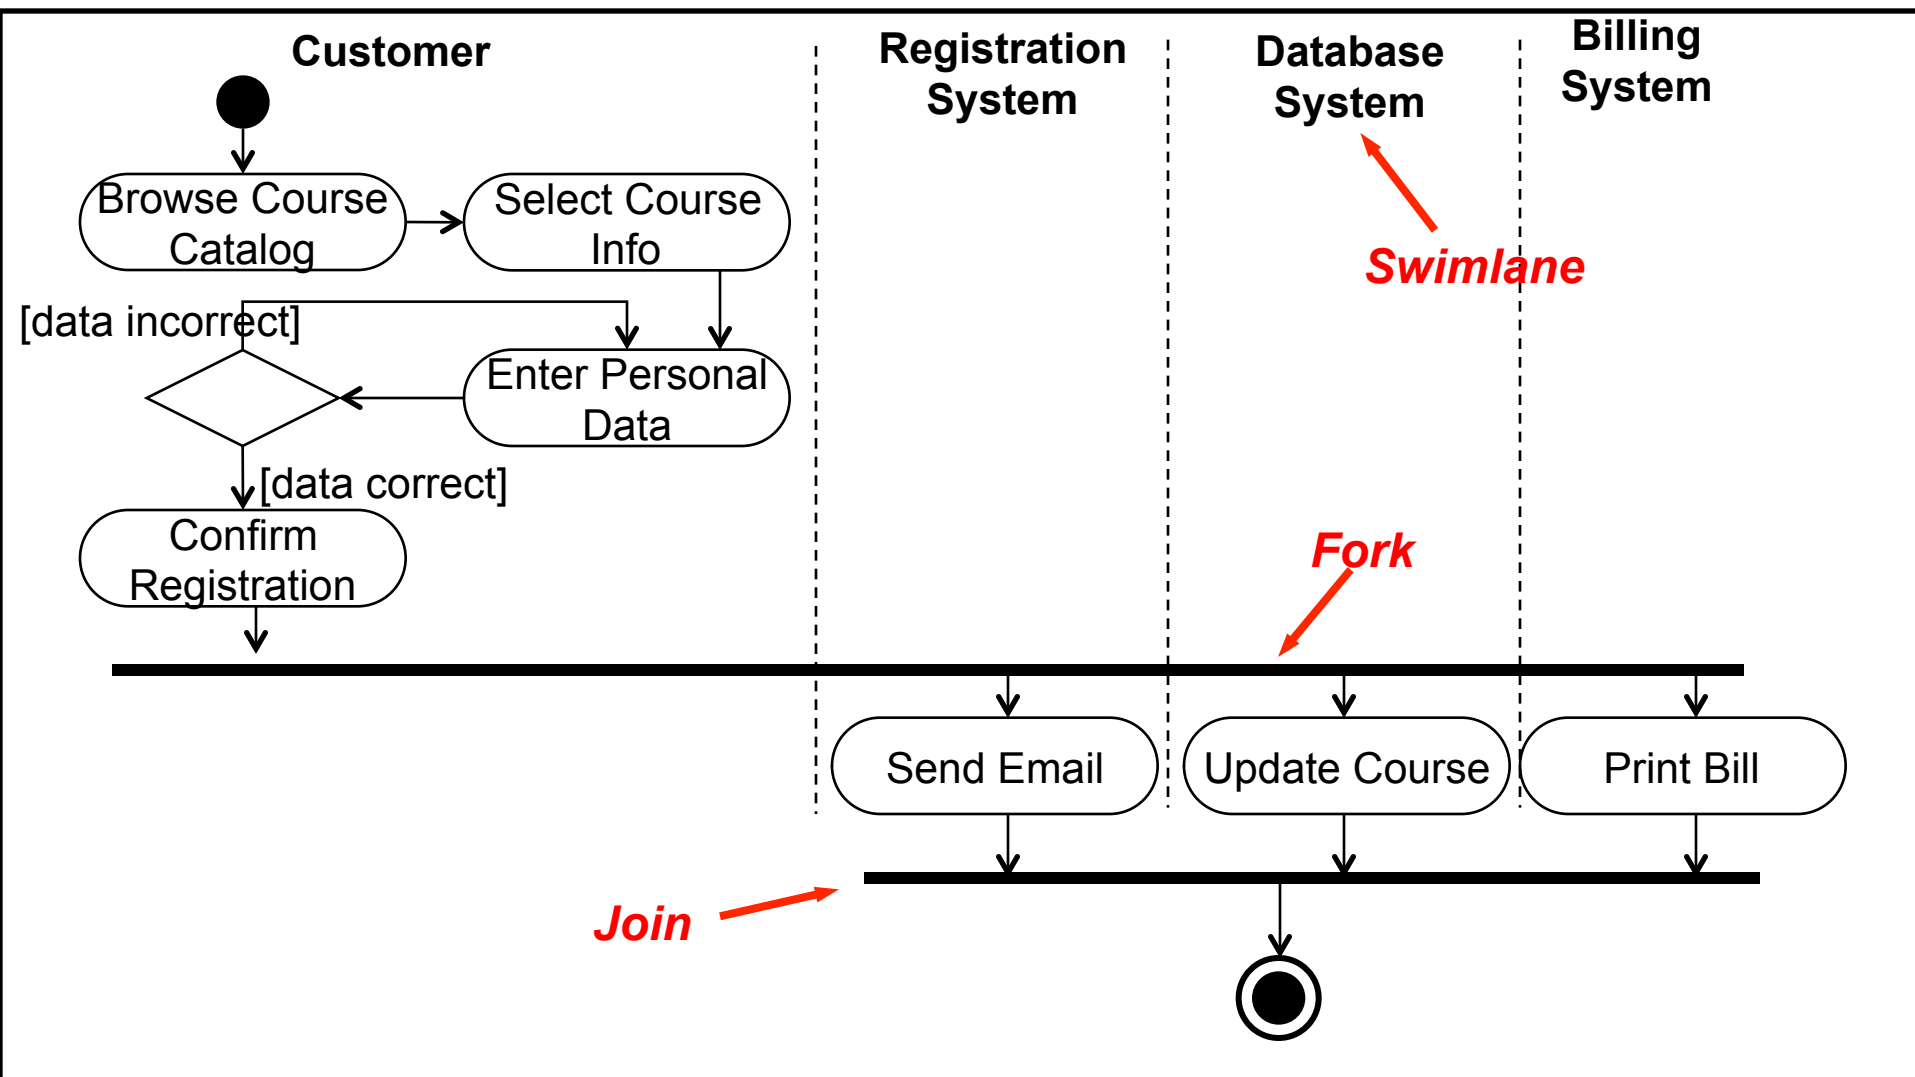 Customer
Registration
System
Database
System
Billing
System
Browse Course
Catalog
Select Course
Info
Swimlane
[data incorrect]
Enter Personal
Data
[data correct]
Confirm
Registration
Fork
Send Email
Update Course
Print Bill
Join